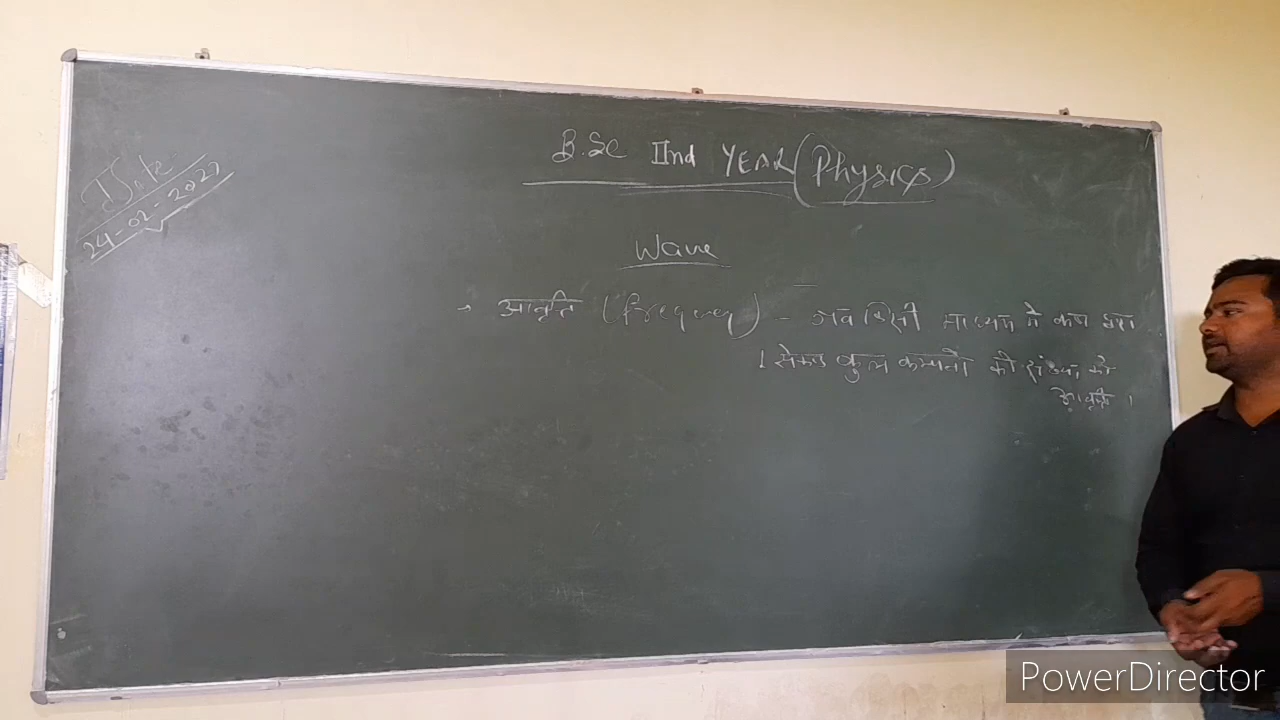 Date
24-02-2021
B.Sc IInd YEAR (Physics)
Wave
→ आवृत्ति (frequency) - जब किसी माध्यम में कण द्वारा
1 सेकण्ड कुल कम्पनों की संख्या को
आवृत्ति ।
PowerDirector